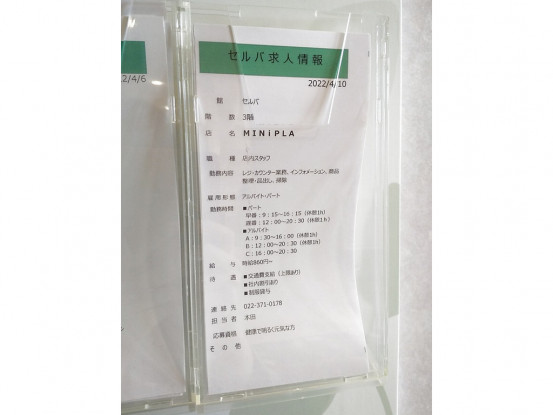 2/4/6
セルバ求人情報
2022/4/10
館 セルバ
階 数 3階
店 名 MINiPLA
職 種 店内スタッフ
勤務内容 レジ・カウンター業務、インフォメーション、商品
整理・品出し、掃除
雇用形態 アルバイト・パート
勤務時間 ■パート
早番：9：15～16：15（休憩1h）
遅番：12：00～20：30（休憩1h）
■アルバイト
A：9：30～16：00（休憩1h）
B：12：00～20：30（休憩1h）
C：16：00～20：30
給 与 時給860円～
待 遇 ■交通費支給（上限あり）
■社内割引あり
■制服貸与
連絡先 022-371-0178
担当者 本田
応募資格 健康で明るく元気な方
その他